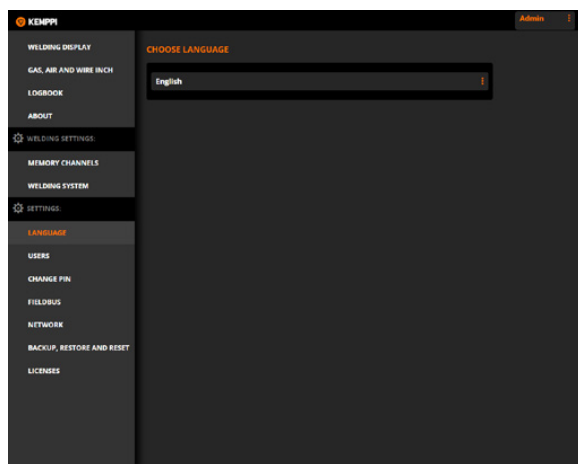 KEMPPI
Admin
WELDING DISPLAY
GAS, AIR AND WIRE INCH
LOGBOOK
ABOUT
WELDING SETTINGS:
MEMORY CHANNELS
WELDING SYSTEM
SETTINGS:
LANGUAGE
USERS
CHANGE PIN
FIELDBUS
NETWORK
BACKUP, RESTORE AND RESET
LICENSES
CHOOSE LANGUAGE
English